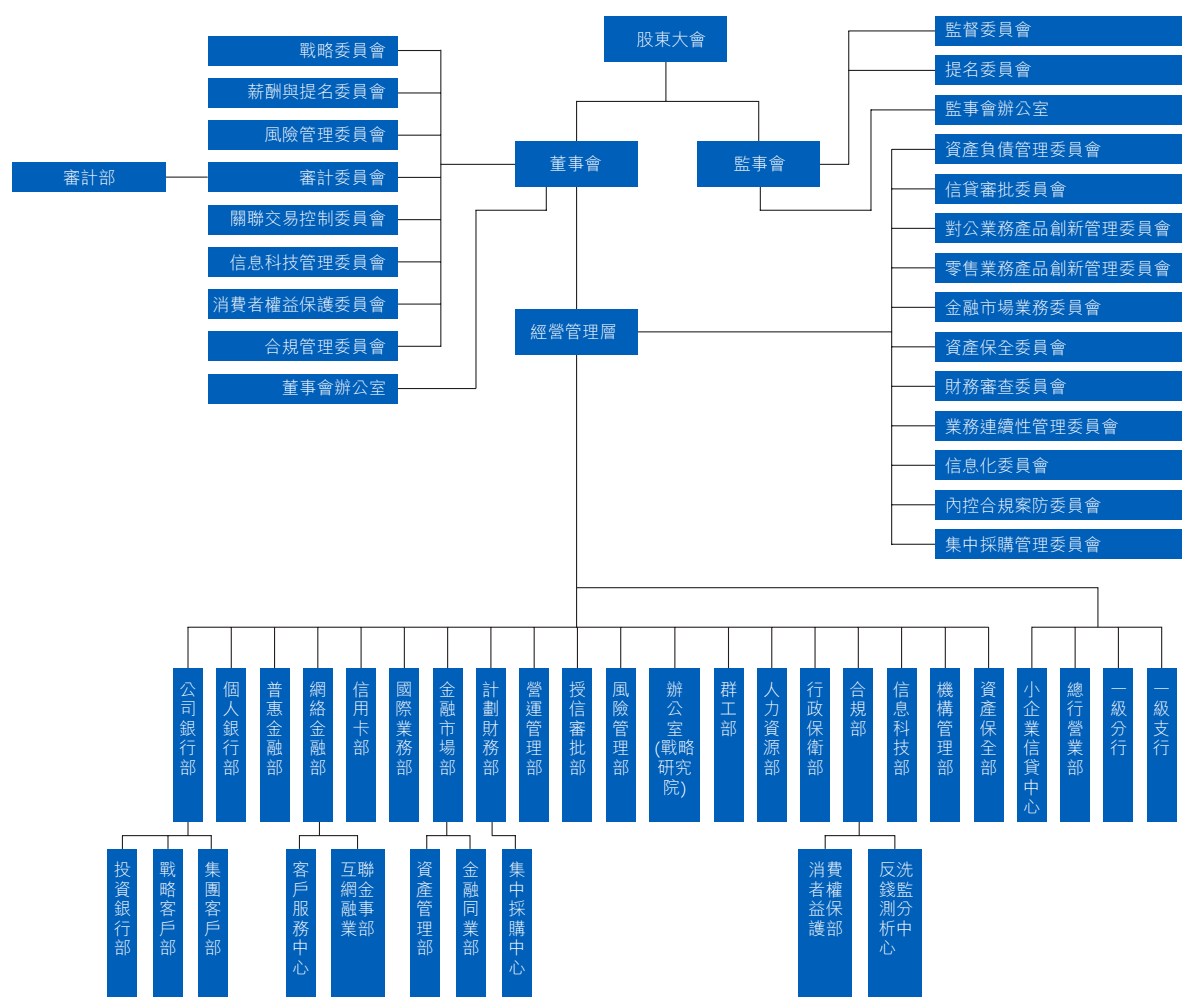 股東大會
董事會
監事會
經營管理層
戰略委員會
薪酬與提名委員會
風險管理委員會
審計委員會
審計部
關聯交易控制委員會
信息科技管理委員會
消費者權益保護委員會
合規管理委員會
董事會辦公室
監督委員會
提名委員會
監事會辦公室
資產負債管理委員會
信貸審批委員會
對公業務產品創新管理委員會
零售業務產品創新管理委員會
金融市場業務委員會
資產保全委員會
財務審查委員會
業務連續性管理委員會
信息化委員會
內控合規案防委員會
集中採購管理委員會
公司銀行部
個人銀行部
普惠金融部
網絡金融部
信用卡部
國際業務部
金融市場部
計劃財務部
營運管理部
授信審批部
風險管理部
辦公室
(戰略
研究
院)
群工部
人力資源部
行政保衛部
合規部
信息科技部
機構管理部
資產保全部
小企業信貸中心
總行營業部
一級分行
一級支行
投資銀行部
戰略客戶部
集團客戶部
客戶服務中心
互聯
網金
融事
業部
資產管理部
金融同業部
集中採購中心
消費
者權
益保
護部
反洗
錢監
測分
析中
心